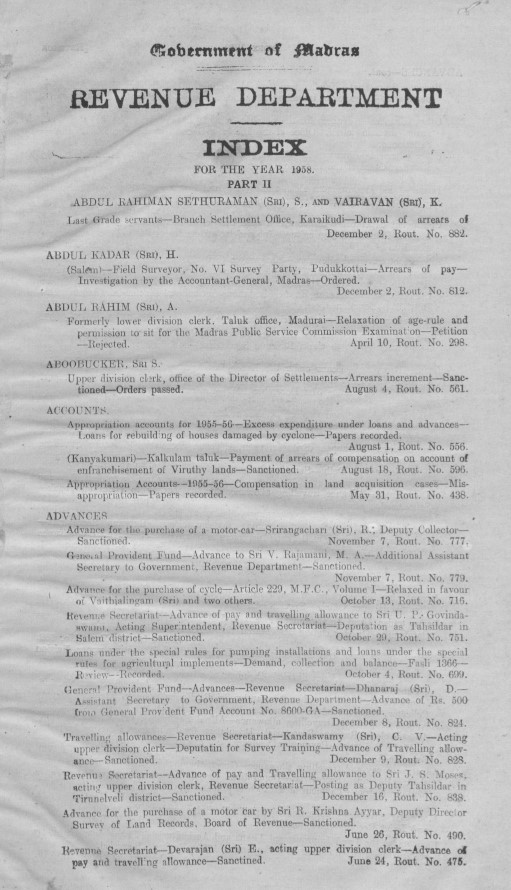 Government of Madras
REVENUE DEPARTMENT
INDEX
FOR THE YEAR 1958.
PART II
ABDUL RAHIMAN SETHURAMAN (SRI), S., AND VAIRAVAN (SRI), K.
Last Grade servants—Branch Settlement Office, Karaikudi—Drawal of arrears of
December 2, Rout. No. 882.
ABDUL KADAR (SRI), H.
(Salem)—Field Surveyor, No. VI Survey Party, Pudukkottai—Arrears of pay—
Investigation by the Accountant-General, Madras—Ordered.
December 2, Rout. No. 812.
ABDUL RAHIM (SRI), A.
Formerly lower division clerk, Taluk office, Madurai—Relaxation of age-rule and
permission to sit for the Madras Public Service Commission Examination—Petition
—Rejected. April 10, Rout. No. 298.
ABOOBUCKER, SRI S.
Upper division clerk, office of the Director of Settlements—Arrears increment—Sanc-
tioned—Orders passed. August 4, Rout. No. 561.
ACCOUNTS.
Appropriation accounts for 1955-56—Excess expenditure under loans and advances—
Loans for rebuilding of houses damaged by cyclone—Papers recorded.
August 1, Rout. No. 556.
(Kanyakumari)—Kalkulam taluk—Payment of arrears of compensation on account of
enfranchisement of Viruthy lands—Sanctioned. August 18, Rout. No. 596.
Appropriation Accounts—1955-56—Compensation in land acquisition cases—Mis-
appropriation—Papers recorded. May 31, Rout. No. 438.
ADVANCES
Advance for the purchase of a motor-car—Srirangachari (Sri), R., Deputy Collector—
Sanctioned. November 7, Rout. No. 777.
General Provident Fund—Advance to Sri V. Rajamani, M. A.—Additional Assistant
Secretary to Government, Revenue Department—Sanctioned.
November 7, Rout. No. 779.
Advance for the purchase of cycle—Article 229, M.F.C., Volume I—Relaxed in favour
of Vaithialingam (Sri) and two others. October 13, Rout. No. 716.
Revenue Secretariat—Advance of pay and travelling allowance to Sri U. P. Govinda-
swami, Acting Superintendent, Revenue Secretariat—Deputation as Tahsildar in
Salem district—Sanctioned. October 29, Rout. No. 751.
Loans under the special rules for pumping installations and loans under the special
rules for agricultural implements—Demand, collection and balance—Fasli 1366—
Review—Recorded. October 4, Rout. No. 699.
General Provident Fund—Advances—Revenue Secretariat—Dhanaraj (Sri), D.—
Assistant Secretary to Government, Revenue Department—Advance of Rs. 500
from General Provident Fund Account No. 8600-GA—Sanctioned.
December 8, Rout. No. 824.
Travelling allowances—Revenue Secretariat—Kandaswamy (Sri), C. V.—Acting
upper division clerk—Deputatin for Survey Training—Advance of Travelling allow-
ance—Sanctioned. December 9, Rout. No. 828.
Revenue Secretariat—Advance of pay and Travelling allowance to Sri J. S. Moses,
acting upper division clerk, Revenue Secretariat—Posting as Deputy Tahsildar in
Tirunelveli district—Sanctioned. December 16, Rout. No. 838.
Advance for the purchase of a motor car by Sri R. Krishna Ayyar, Deputy Director
Survey of Land Records, Board of Revenue—Sanctioned.
June 26, Rout. No. 490.
Revenue Secretariat—Devarajan (Sri) E., acting upper division clerk—Advance of
pay and travelling allowance—Sanctined. June 24, Rout. No. 475.